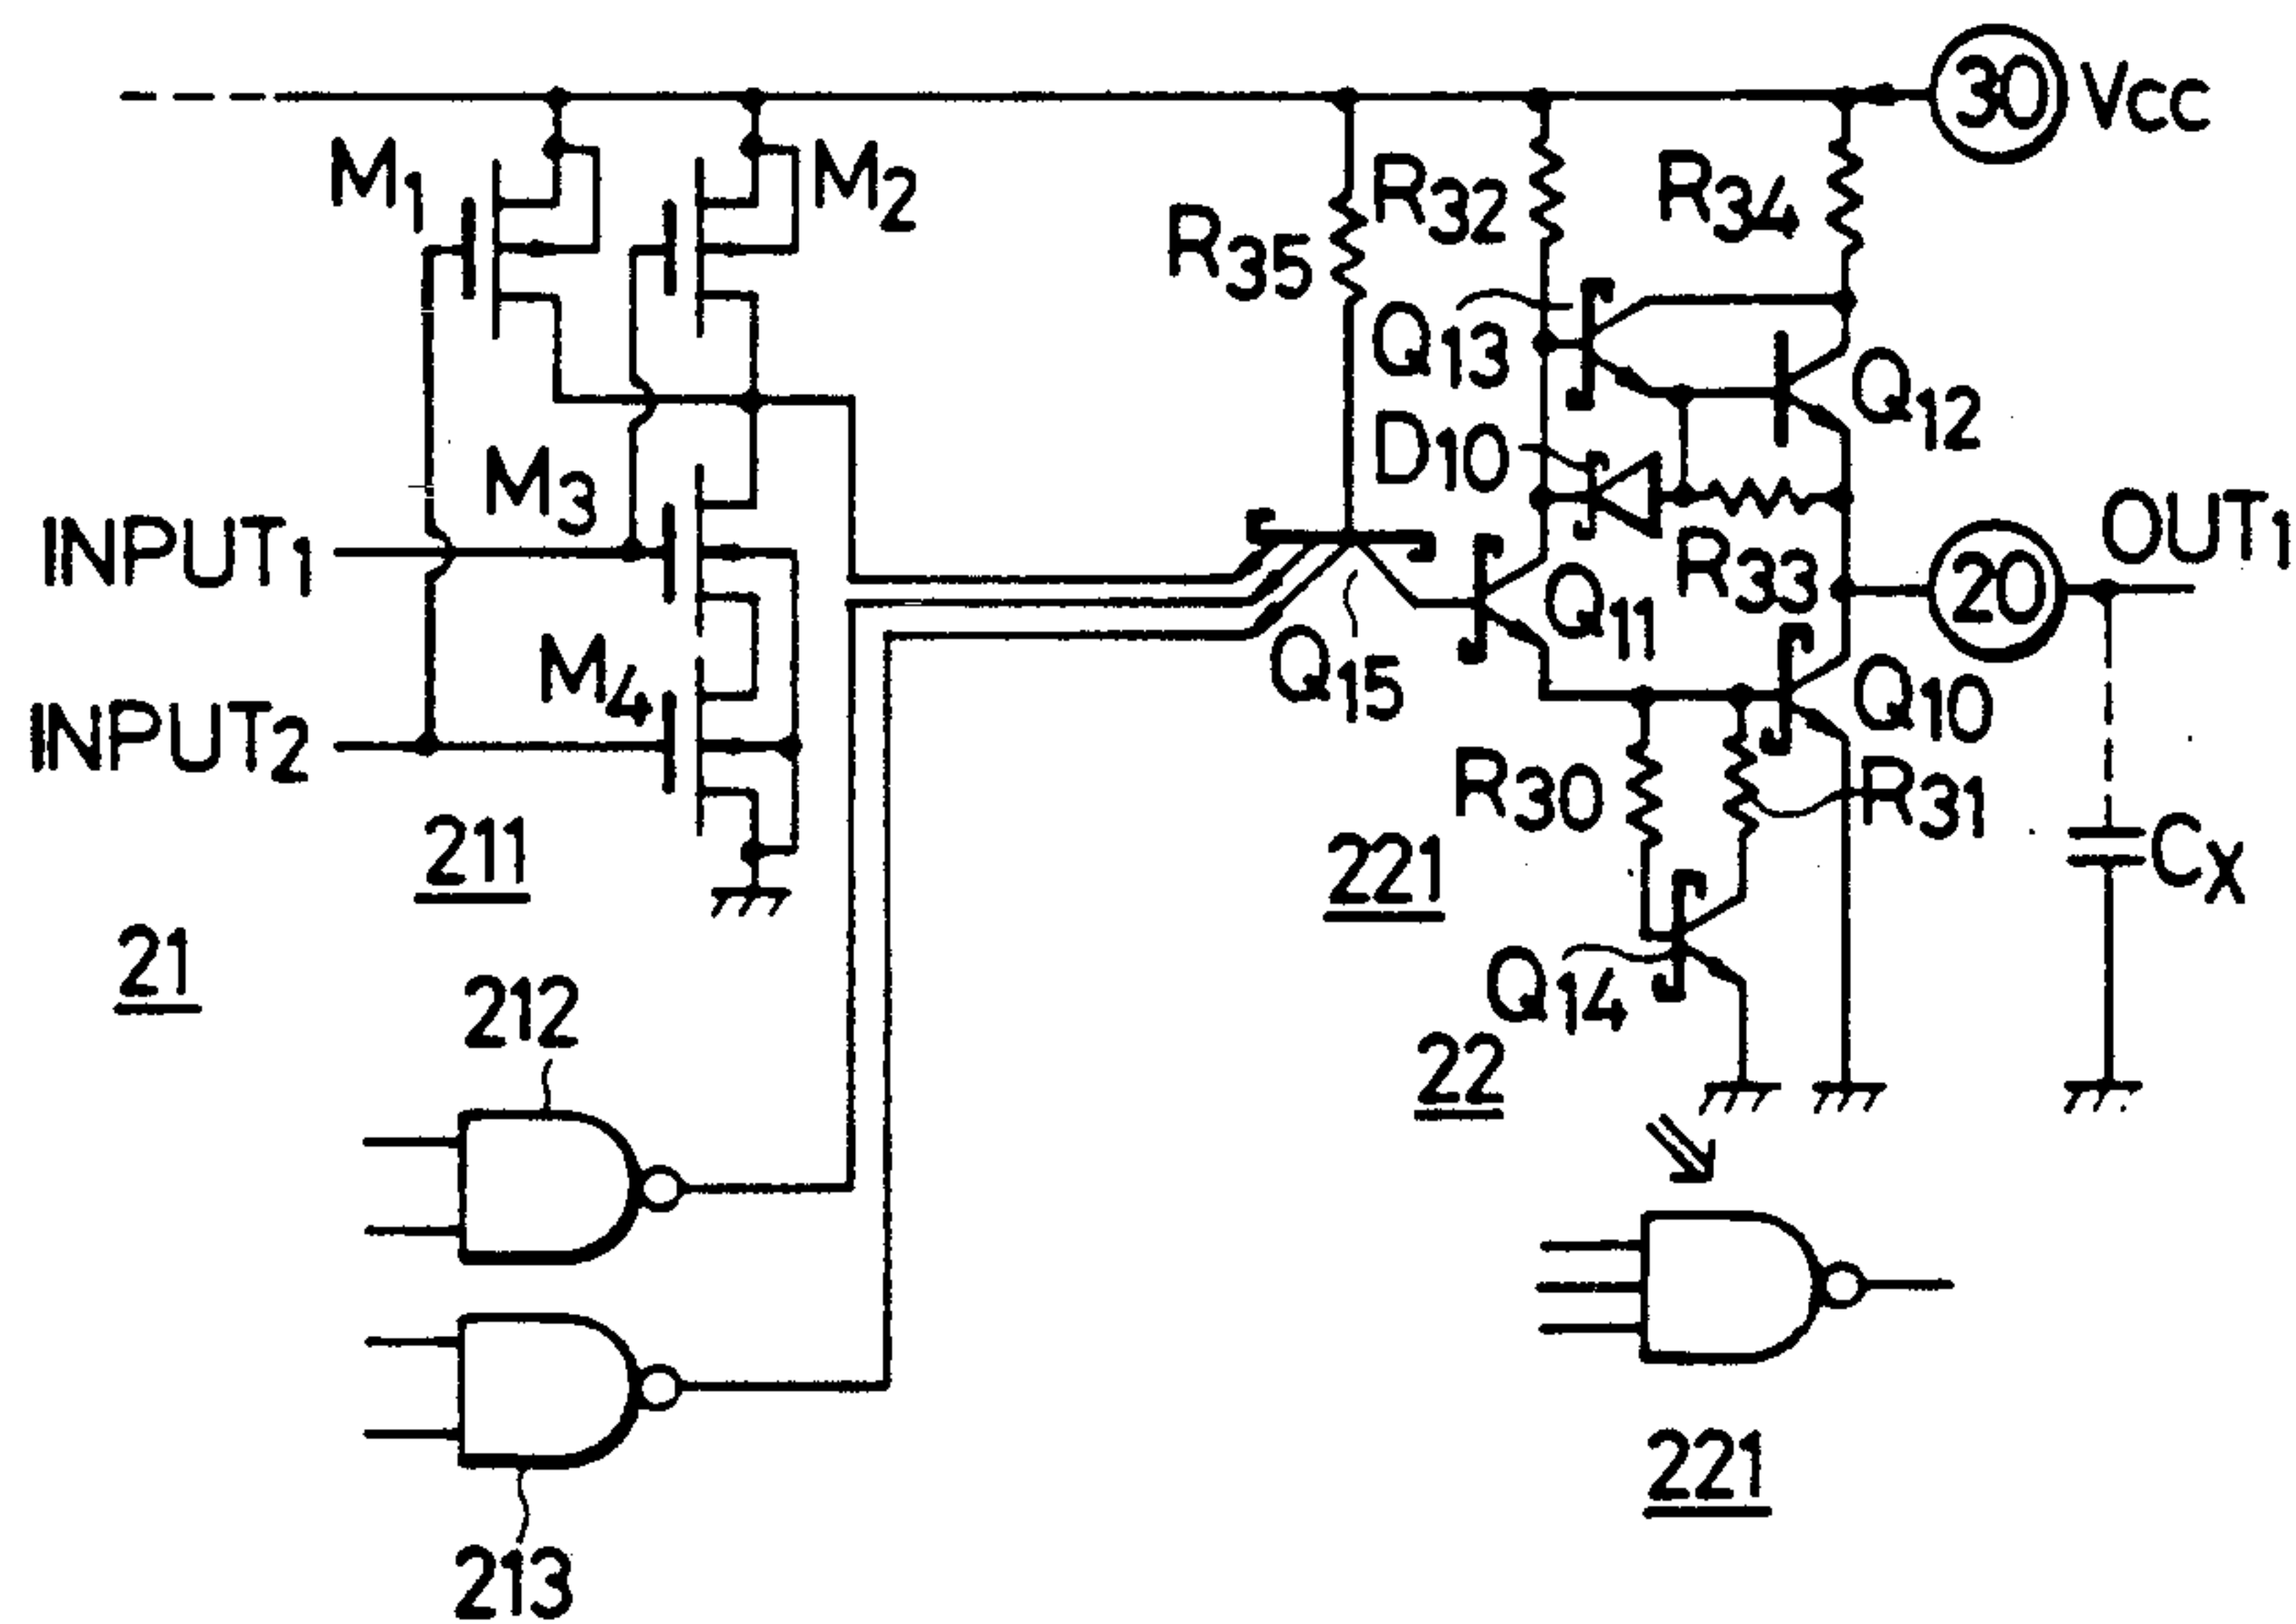 30 VCC
M1
M2
R35
R32
R34
Q13
Q12
D10
M3
INPUT1
R33
20
OUT1
Q11
Q15
M4
Q10
INPUT2
R30
R31
211
221
CX
21
212
Q14
22
221
213